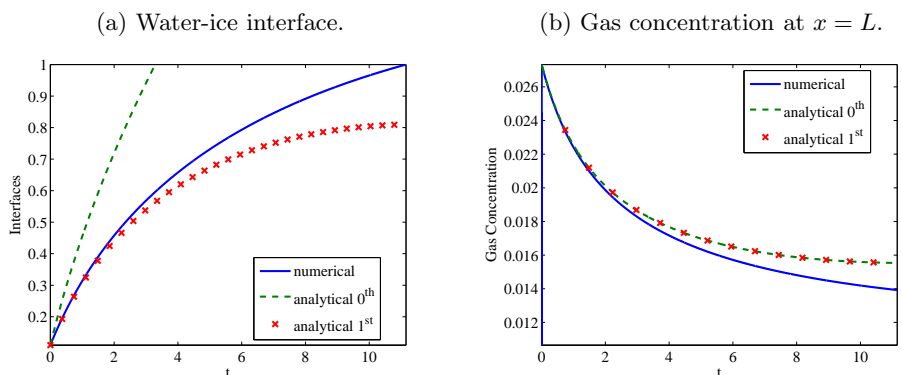 (a) Water-ice interface.
(b) Gas concentration at x = L.
1
0.9
0.8
0.7
0.6
0.5
0.4
0.3
0.2
Interfaces
0 2 4 6 8 10
t
numerical
analytical 0th
analytical 1st
0.026
0.024
0.022
0.02
0.018
0.016
0.014
0.012
Gas Concentration
0 2 4 6 8 10
t
numerical
analytical 0th
analytical 1st